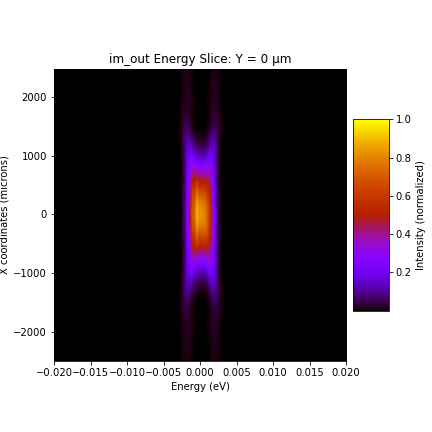 im_out Energy Slice: Y = 0 μm
2000
1000
0
−1000
−2000
X coordinates (microns)
−0.020 −0.015 −0.010 −0.005 0.000 0.005 0.010 0.015 0.020
Energy (eV)
1.0
0.8
0.6
0.4
0.2
Intensity (normalized)